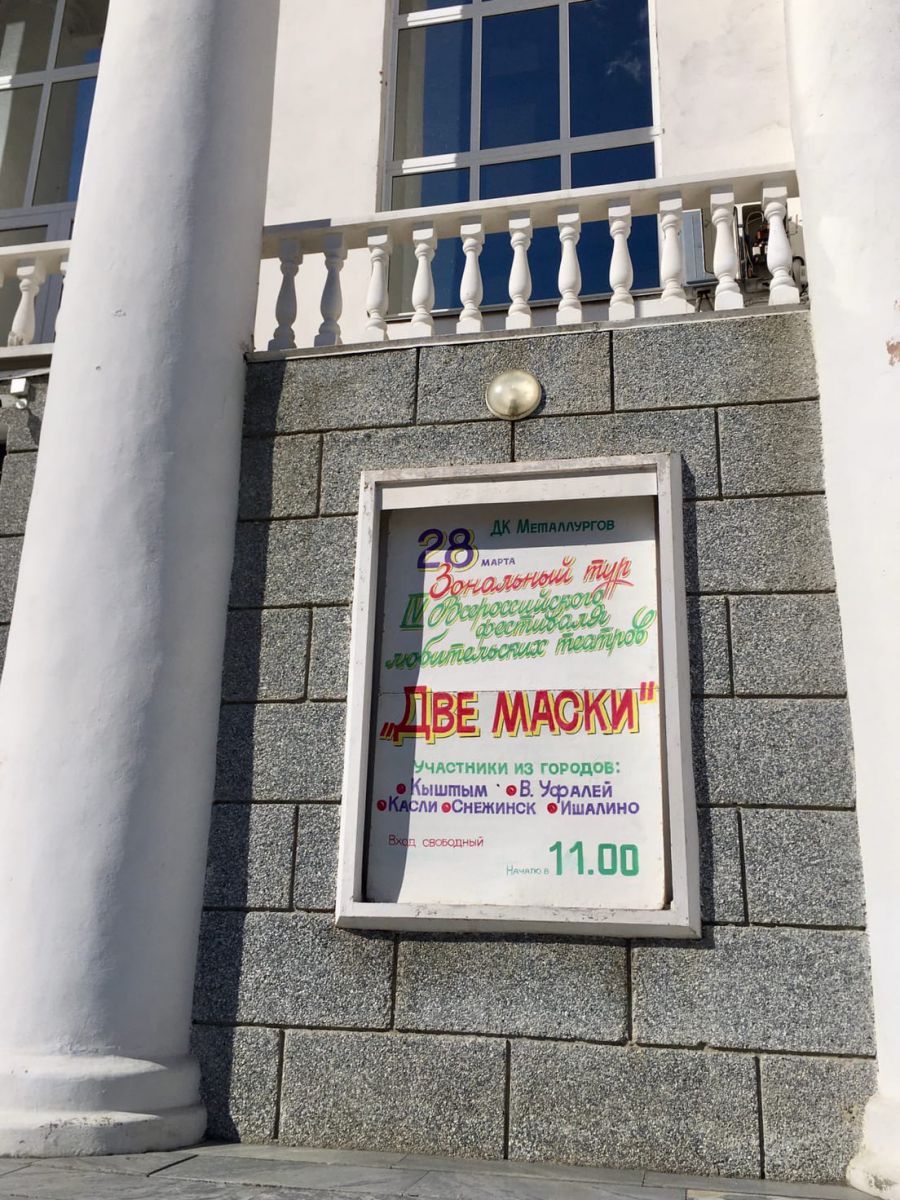 ДК Металлургов
28 марта
Зональный тур
IV Всероссийского
фестиваля
любительских театров
„Две маски"
Участники из городов:
• Кыштым • В. Уфалей
• Касли • Снежинск • Ишалино
Вход свободный
Начало в 11.00